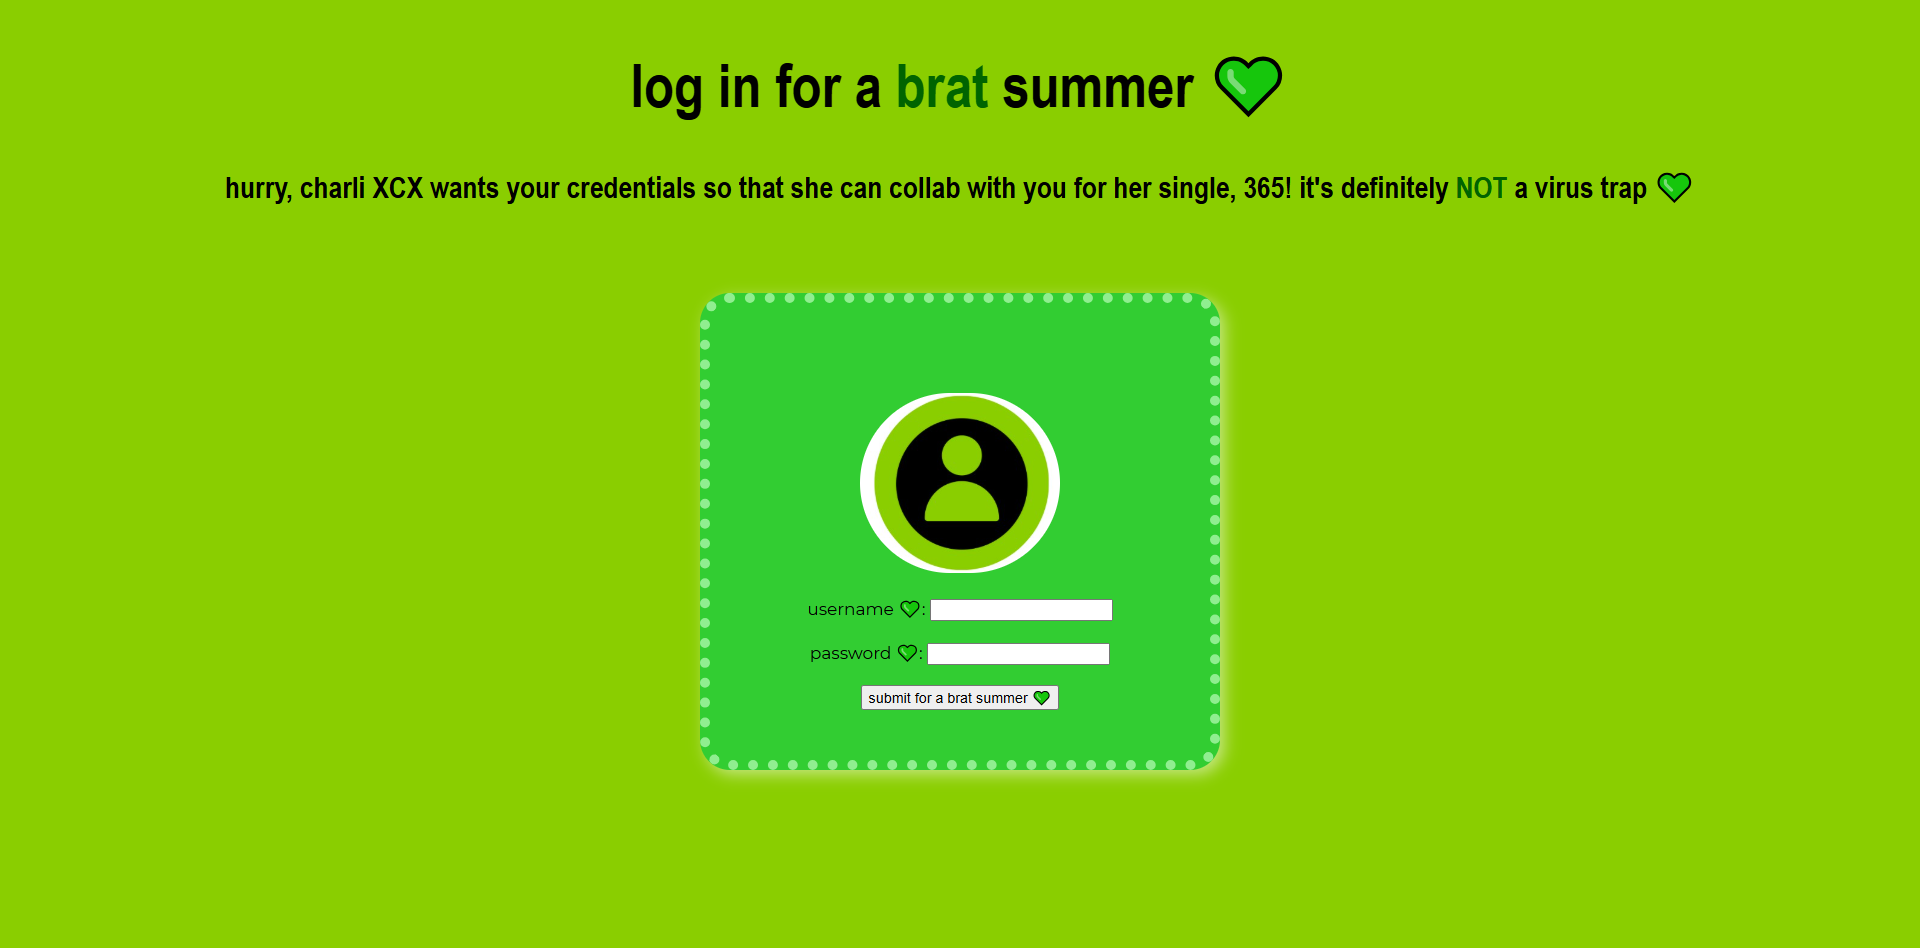 log in for a brat summer 💚
hurry, charli XCX wants your credentials so that she can collab with you for her single, 365! it's definitely NOT a virus trap 💚
username 💚:
password 💚:
submit for a brat summer 💚